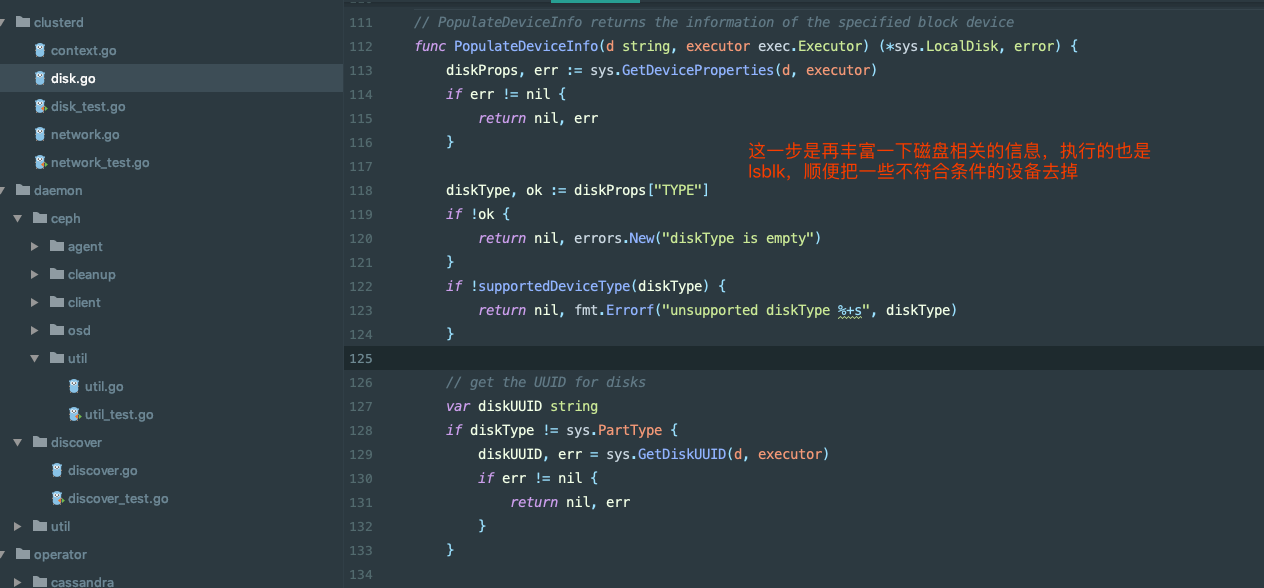 clusterd
context.go
disk.go
disk_test.go
network.go
network_test.go
daemon
ceph
agent
cleanup
client
osd
util
util.go
util_test.go
discover
discover.go
discover_test.go
util
operator
cassandra
111 // PopulateDeviceInfo returns the information of the specified block device
112 func PopulateDeviceInfo(d string, executor exec.Executor) (*sys.LocalDisk, error) {
113 diskProps, err := sys.GetDeviceProperties(d, executor)
114 if err != nil {
115 return nil, err
116 }
117
118 diskType, ok := diskProps["TYPE"]
119 if !ok {
120 return nil, errors.New("diskType is empty")
121 }
122 if !supportedDeviceType(diskType) {
123 return nil, fmt.Errorf("unsupported diskType %+s", diskType)
124 }
125
126 // get the UUID for disks
127 var diskUUID string
128 if diskType != sys.PartType {
129 diskUUID, err = sys.GetDiskUUID(d, executor)
130 if err != nil {
131 return nil, err
132 }
133 }
134
这一步是再丰富一下磁盘相关的信息，执行的也是
lsblk，顺便把一些不符合条件的设备去掉